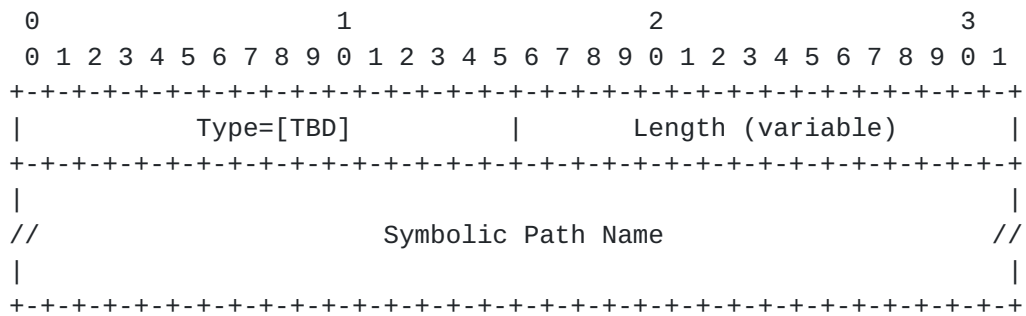 0                   1                   2                   3
 0 1 2 3 4 5 6 7 8 9 0 1 2 3 4 5 6 7 8 9 0 1 2 3 4 5 6 7 8 9 0 1
+-+-+-+-+-+-+-+-+-+-+-+-+-+-+-+-+-+-+-+-+-+-+-+-+-+-+-+-+-+-+-+-+
|           Type=[TBD]          |       Length (variable)       |
+-+-+-+-+-+-+-+-+-+-+-+-+-+-+-+-+-+-+-+-+-+-+-+-+-+-+-+-+-+-+-+-+
|                                                               |
//                      Symbolic Path Name                     //
|                                                               |
+-+-+-+-+-+-+-+-+-+-+-+-+-+-+-+-+-+-+-+-+-+-+-+-+-+-+-+-+-+-+-+-+